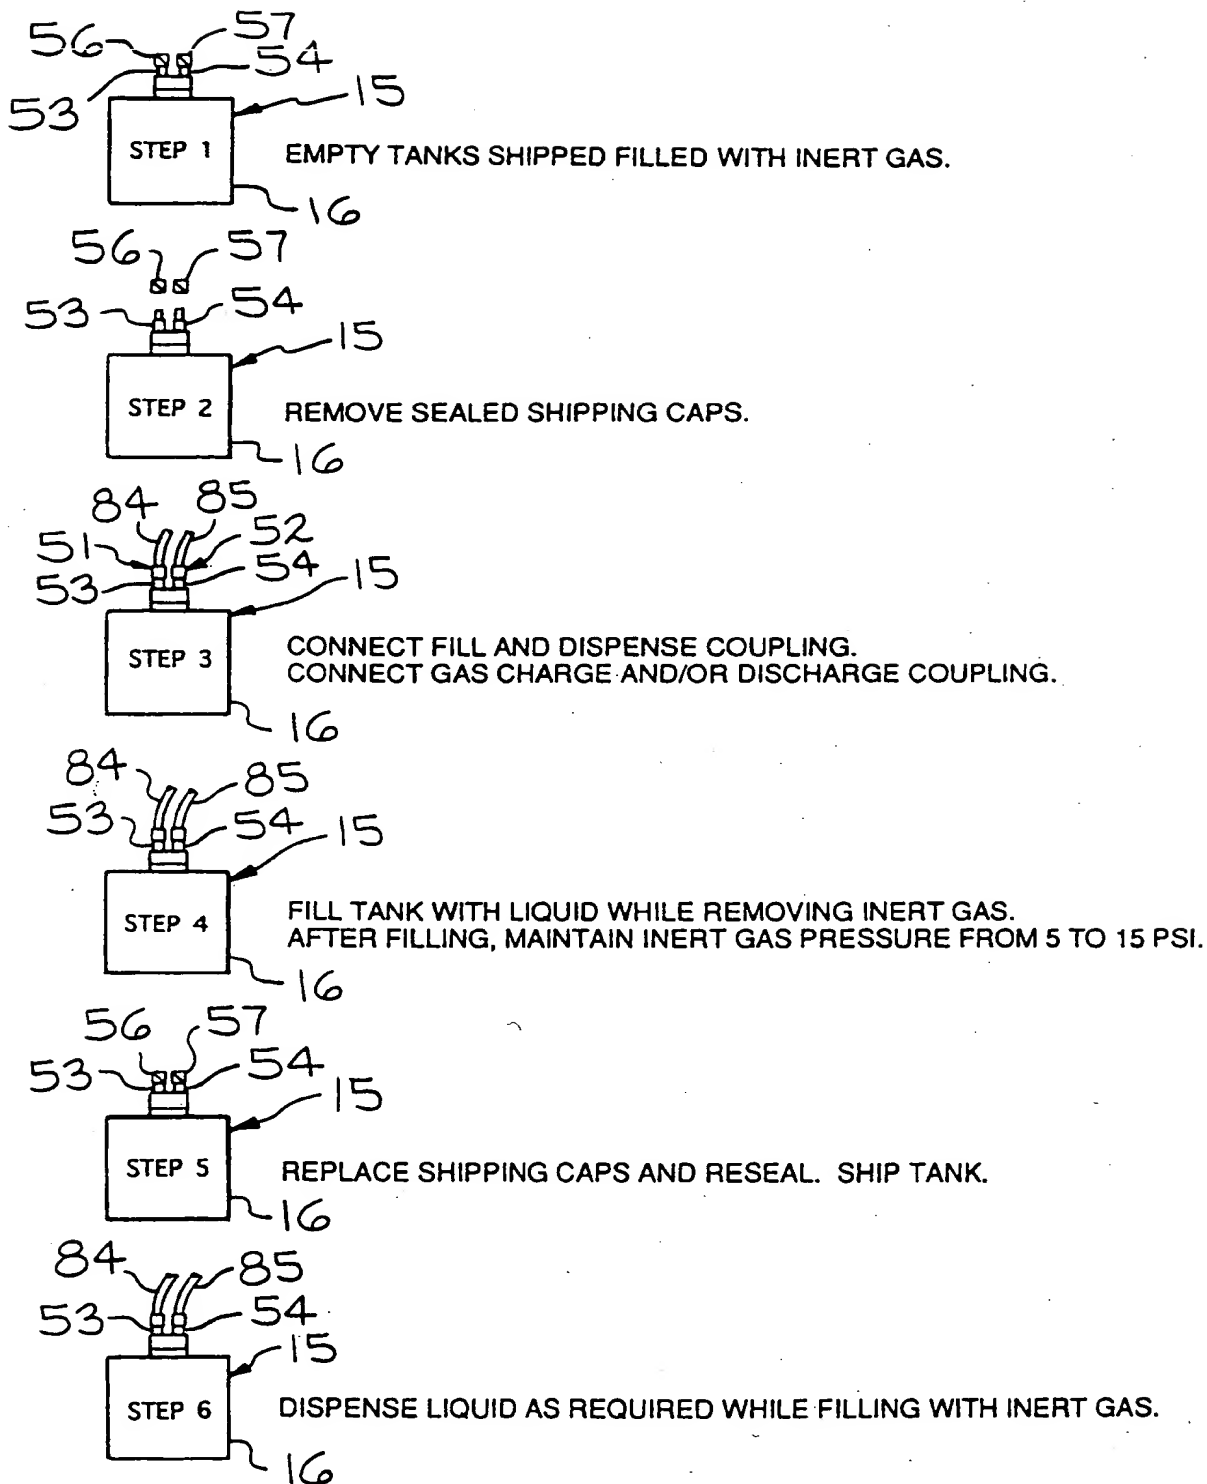 56 57
53 54
15
STEP 1 EMPTY TANKS SHIPPED FILLED WITH INERT GAS.
16
56 57
53 54
15
STEP 2 REMOVE SEALED SHIPPING CAPS.
16
84 85
51 52
53 54 15
STEP 3 CONNECT FILL AND DISPENSE COUPLING.
CONNECT GAS CHARGE AND/OR DISCHARGE COUPLING.
16
84 85
53 54 15
STEP 4 FILL TANK WITH LIQUID WHILE REMOVING INERT GAS.
AFTER FILLING, MAINTAIN INERT GAS PRESSURE FROM 5 TO 15 PSI.
16
56 57
53 54
15
STEP 5 REPLACE SHIPPING CAPS AND RESEAL. SHIP TANK.
16
84 85
53 54
15
STEP 6 DISPENSE LIQUID AS REQUIRED WHILE FILLING WITH INERT GAS.
16